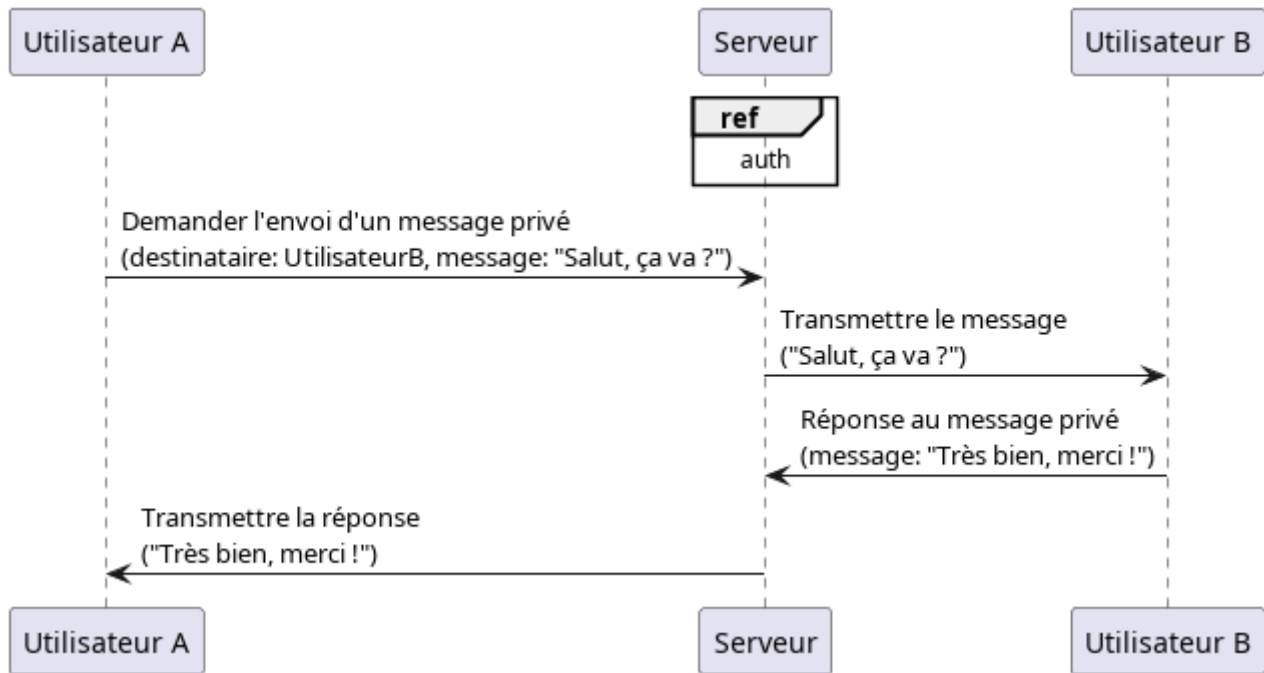 Utilisateur A
Serveur
Utilisateur B
ref
auth
Demander l'envoi d'un message privé
(destinataire: UtilisateurB, message: "Salut, ça va ?")
Transmettre le message
("Salut, ça va ?")
Réponse au message privé
(message: "Très bien, merci !")
Transmettre la réponse
("Très bien, merci !")
Utilisateur A
Serveur
Utilisateur B